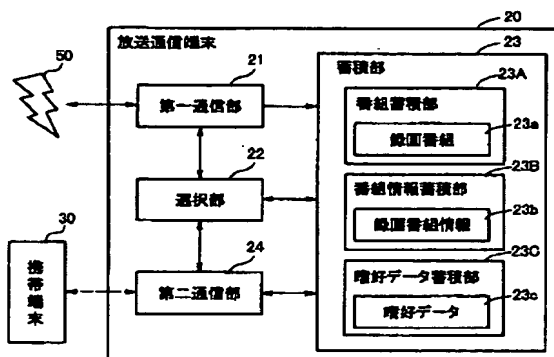 20
放送通信端末
23
50
21
蓄積部
23A
第一通信部
番組蓄積部
23a
録画番組
22
23B
選択部
番組情報蓄積部
23b
録画番組情報
30
24
23C
携帯端末
第二通信部
嗜好データ蓄積部
23c
嗜好データ